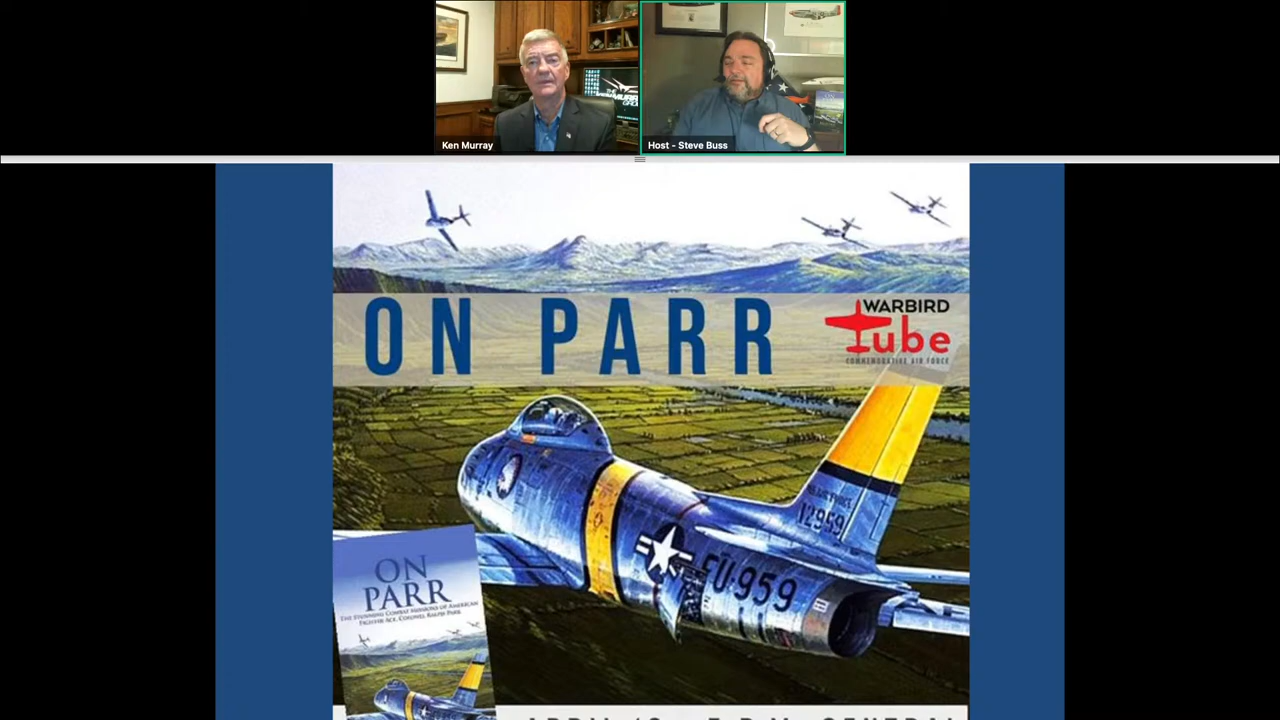 Ken Murray
Host - Steve Buss
ON PARR
WARBIRD
Tube
COMMEMORATIVE AIR FORCE
12959
FU-959
ON
PARR
THE STUNNING COMBAT MISSIONS OF AMERICAN
FIGHTER ACE, COLONEL RALPH PARR